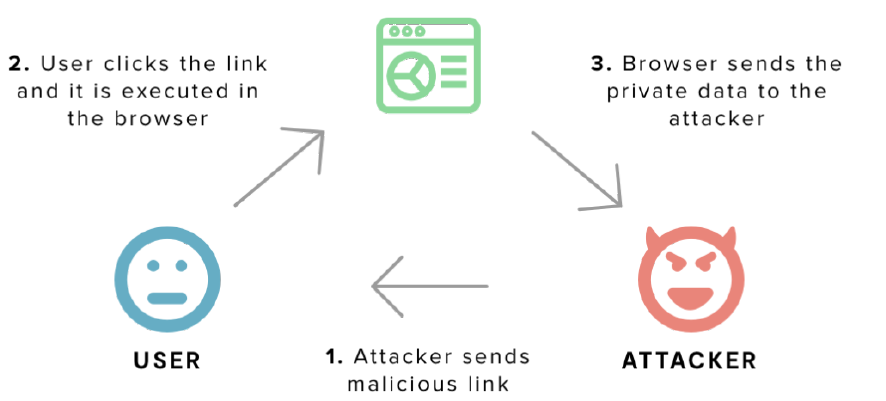 2. User clicks the link
and it is executed in
the browser
3. Browser sends the
private data to the
attacker
USER
1. Attacker sends
malicious link
ATTACKER